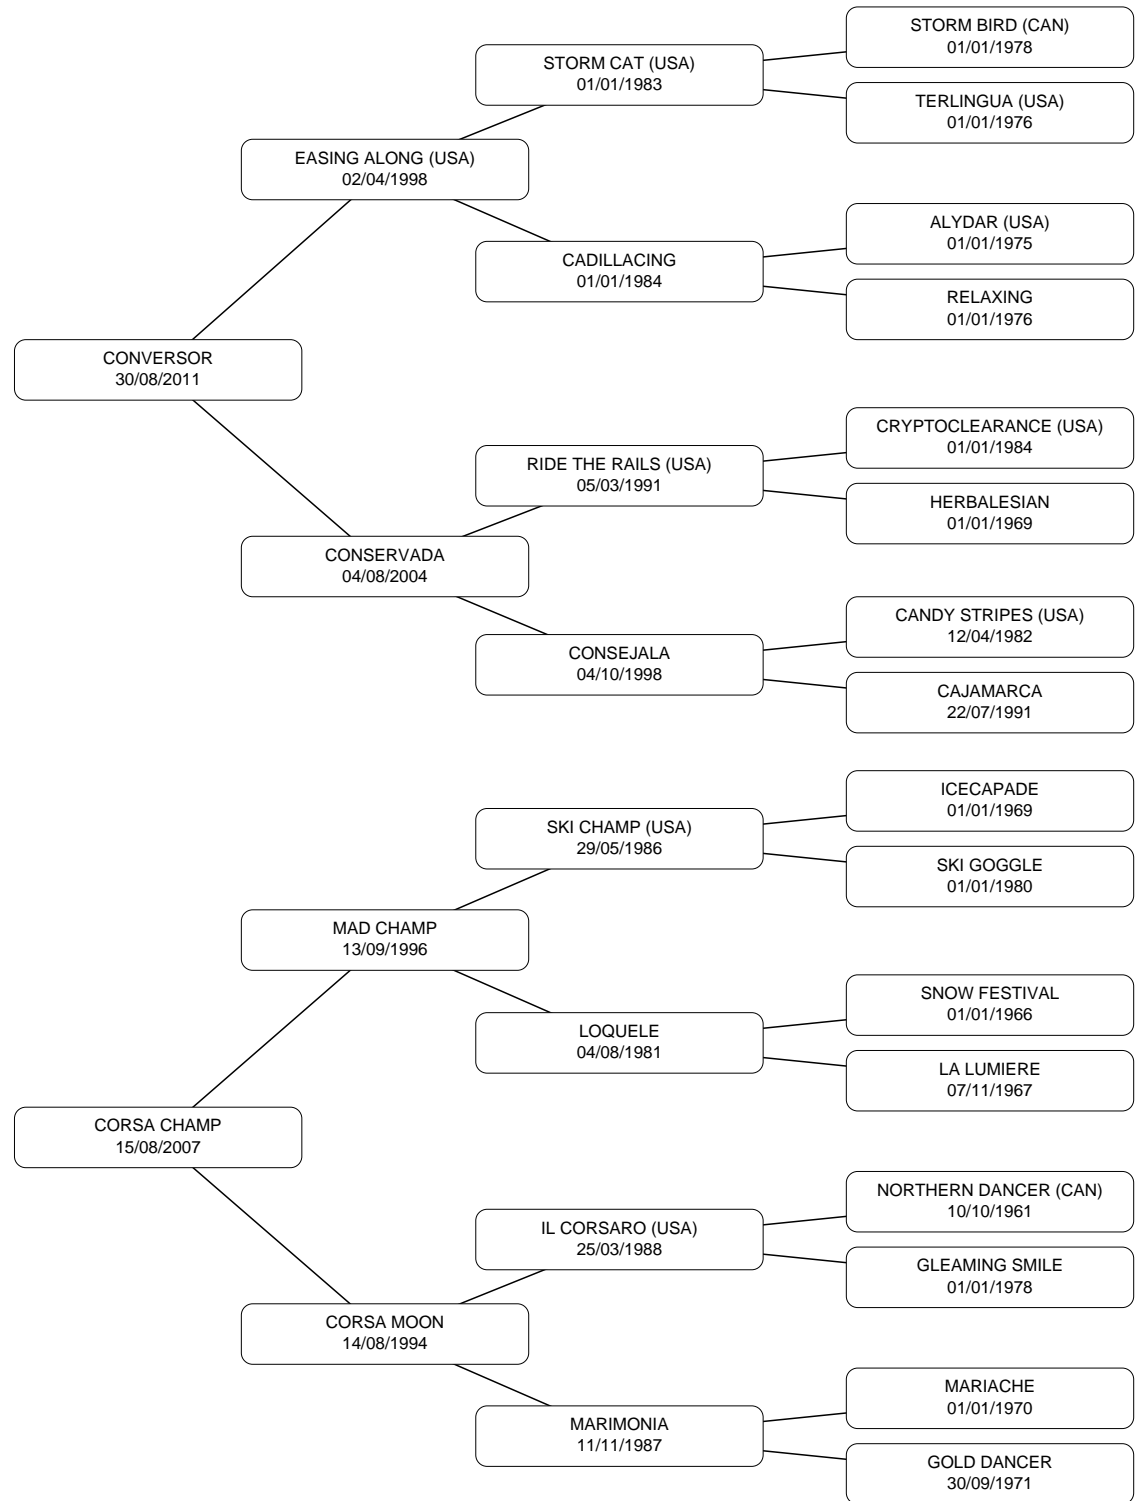 STORM BIRD (CAN)
01/01/1978
STORM CAT (USA)
01/01/1983
TERLINGUA (USA)
01/01/1976
EASING ALONG (USA)
02/04/1998
ALYDAR (USA)
01/01/1975
CADILLACING
01/01/1984
RELAXING
01/01/1976
CONVERSOR
30/08/2011
CRYPTOCLEARANCE (USA)
01/01/1984
RIDE THE RAILS (USA)
05/03/1991
HERBALESIAN
01/01/1969
CONSERVADA
04/08/2004
CANDY STRIPES (USA)
12/04/1982
CONSEJALA
04/10/1998
CAJAMARCA
22/07/1991
ICECAPADE
01/01/1969
SKI CHAMP (USA)
29/05/1986
SKI GOGGLE
01/01/1980
MAD CHAMP
13/09/1996
SNOW FESTIVAL
01/01/1966
LOQUELE
04/08/1981
LA LUMIERE
07/11/1967
CORSA CHAMP
15/08/2007
NORTHERN DANCER (CAN)
10/10/1961
IL CORSARO (USA)
25/03/1988
GLEAMING SMILE
01/01/1978
CORSA MOON
14/08/1994
MARIACHE
01/01/1970
MARIMONIA
11/11/1987
GOLD DANCER
30/09/1971